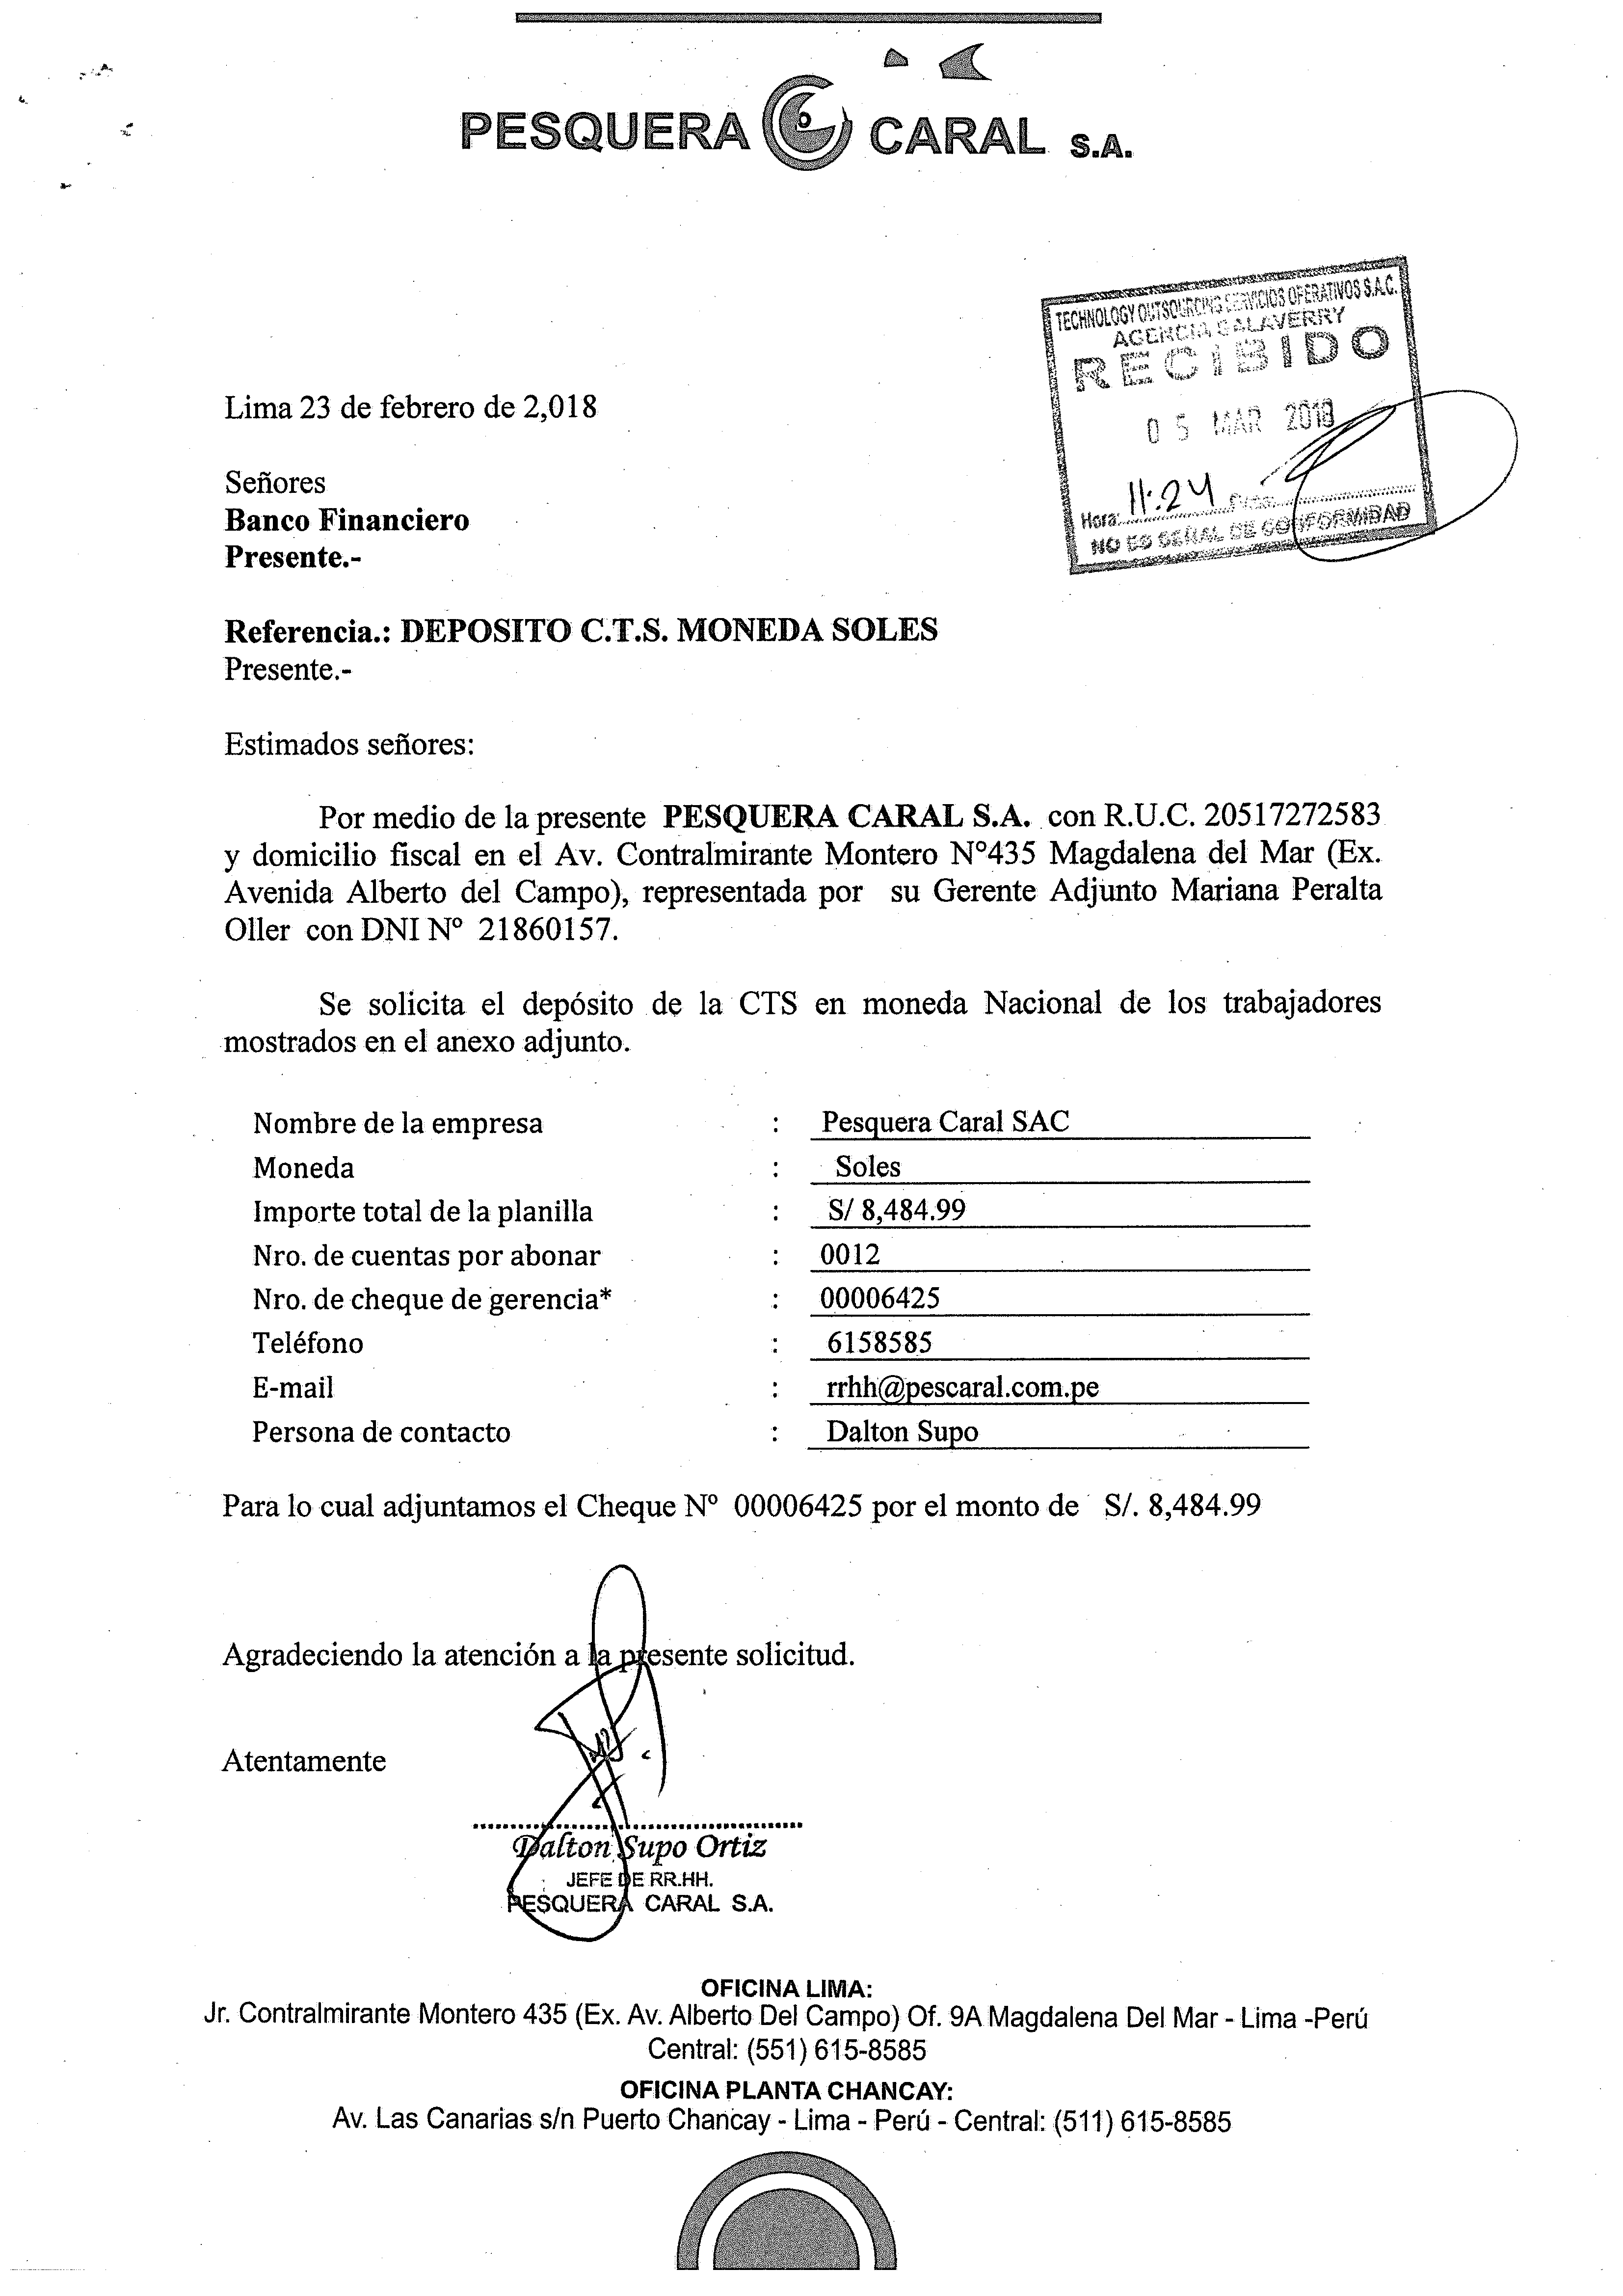 PESQUERA CARAL S.A.
TECHNOLOGY OUTSOURCING SERVICIOS OPERATIVOS S.A.C.
AGENCIA SALAVERRY
RECIBIDO
05 MAR 2018
Hora: 11:24 Firma:
NO ES SEÑAL DE CONFORMIDAD
Lima 23 de febrero de 2,018
Señores
Banco Financiero
Presente.-
Referencia.: DEPOSITO C.T.S. MONEDA SOLES
Presente.-
Estimados señores:
Por medio de la presente PESQUERA CARAL S.A. con R.U.C. 20517272583
y domicilio fiscal en el Av. Contralmirante Montero N°435 Magdalena del Mar (Ex.
Avenida Alberto del Campo), representada por su Gerente Adjunto Mariana Peralta
Oller con DNI Nº 21860157.
Se solicita el depósito de la CTS en moneda Nacional de los trabajadores
mostrados en el anexo adjunto.
Nombre de la empresa : Pesquera Caral SAC
Moneda : Soles
Importe total de la planilla : S/ 8,484.99
Nro. de cuentas por abonar : 0012
Nro. de cheque de gerencia* : 00006425
Teléfono : 6158585
E-mail : rrhh@pescaral.com.pe
Persona de contacto : Dalton Supo
Para lo cual adjuntamos el Cheque Nº 00006425 por el monto de S/. 8,484.99
Agradeciendo la atención a la presente solicitud.
Atentamente
Dalton Supo Ortiz
JEFE DE RR.HH.
PESQUERA CARAL S.A.
OFICINA LIMA:
Jr. Contralmirante Montero 435 (Ex. Av. Alberto Del Campo) Of. 9A Magdalena Del Mar - Lima -Perú
Central: (551) 615-8585
OFICINA PLANTA CHANCAY:
Av. Las Canarias s/n Puerto Chancay - Lima - Perú - Central: (511) 615-8585